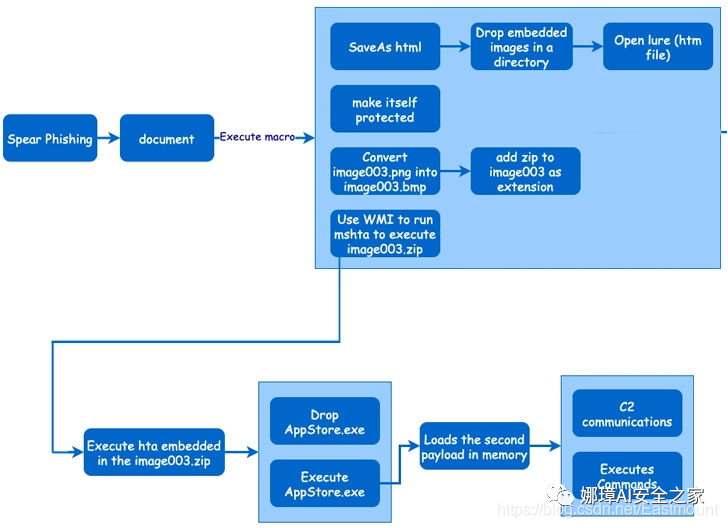 SaveAs html
Drop embedded
images in a
directory
Open lure (htm
file)
make itself
protected
Spear Phishing
document
Execute macro
Convert
image003.png into
image003.bmp
add zip to
image003 as
extension
Use WMI to run
mshta to execute
image003.zip
Execute hta embedded
in the image003.zip
Drop
AppStore.exe
Execute
AppStore.exe
Loads the second
payload in memory
C2
communications
Executes
Commands
娜璋AI安全之家
https://blog.csdn.net/Eastmount